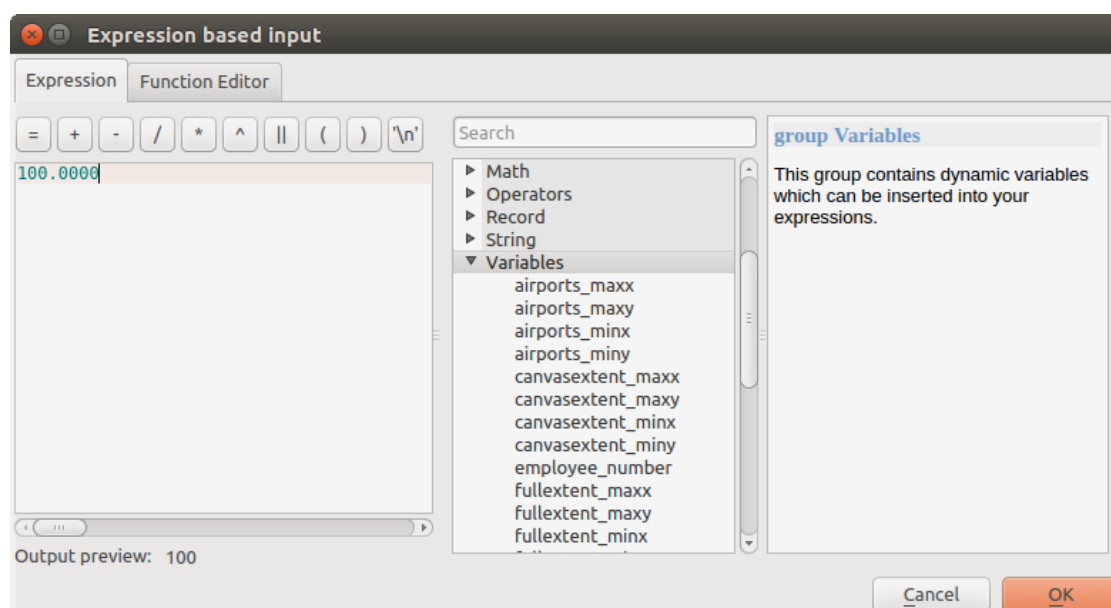 Expression based input
Expression
Function Editor
= + - / * ^ || ( ) '\n'
100.0000
Output preview: 100
Search
Math
Operators
Record
String
Variables
airports_maxx
airports_maxy
airports_minx
airports_miny
canvasextent_maxx
canvasextent_maxy
canvasextent_minx
canvasextent_miny
employee_number
fullextent_maxx
fullextent_maxy
fullextent_minx
group Variables
This group contains dynamic variables
which can be inserted into your
expressions.
Cancel
OK